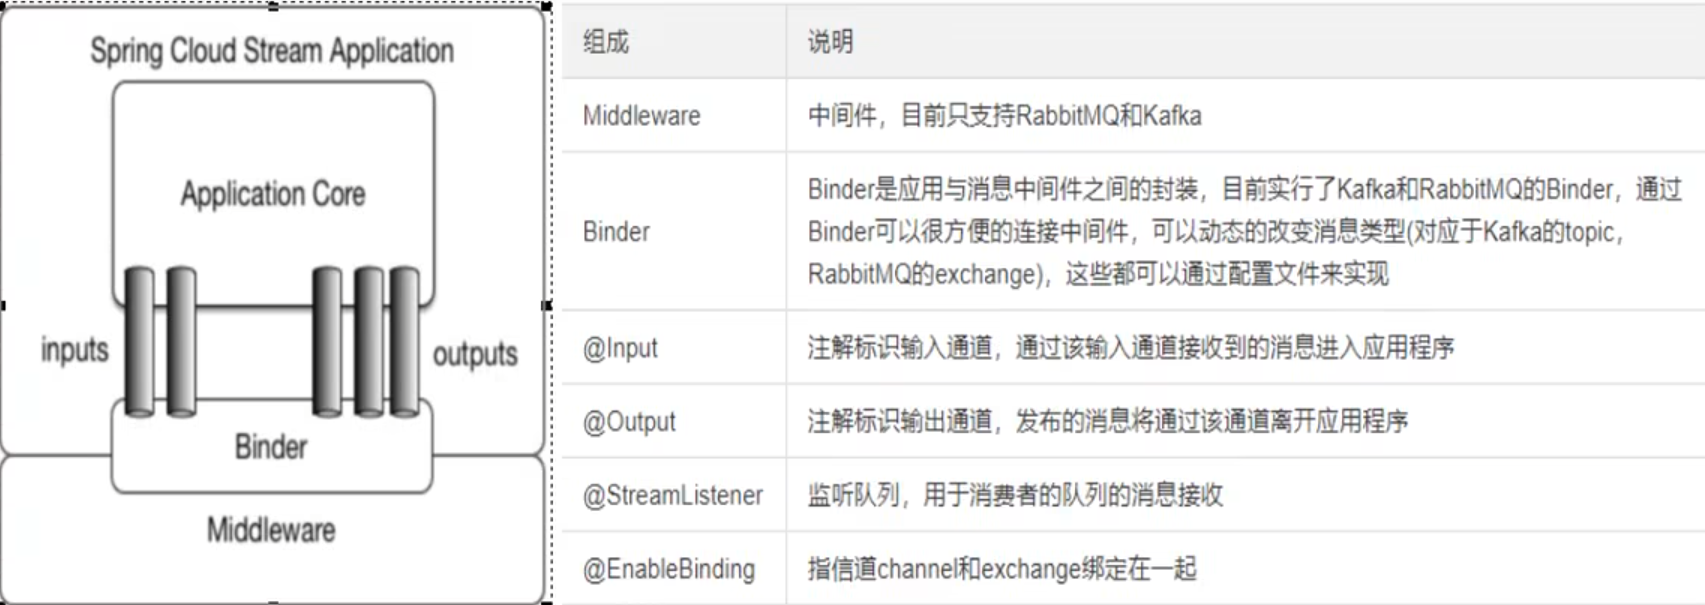 Spring Cloud Stream Application
Application Core
inputs
outputs
Binder
Middleware
组成
说明
Middleware
中间件，目前只支持RabbitMQ和Kafka
Binder
Binder是应用与消息中间件之间的封装，目前实行了Kafka和RabbitMQ的Binder，通过
Binder可以很方便的连接中间件，可以动态的改变消息类型(对应于Kafka的topic，
RabbitMQ的exchange)，这些都可以通过配置文件来实现
@Input
注解标识输入通道，通过该输入通道接收到的消息进入应用程序
@Output
注解标识输出通道，发布的消息将通过该通道离开应用程序
@StreamListener
监听队列，用于消费者的队列的消息接收
@EnableBinding
指信道channel和exchange绑定在一起